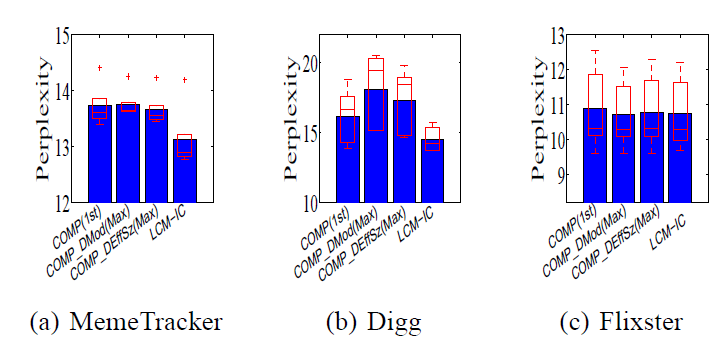 Perplexity
15
14
13
12
COMP(1st)
COMP_DMod(Max)
COMP_DEffSz(Max)
LCM-IC
(a) MemeTracker
Perplexity
20
15
10
COMP(1st)
COMP_DMod(Max)
COMP_DEffSz(Max)
LCM-IC
(b) Digg
Perplexity
13
12
11
10
9
COMP(1st)
COMP_DMod(Max)
COMP_DEffSz(Max)
LCM-IC
(c) Flixster